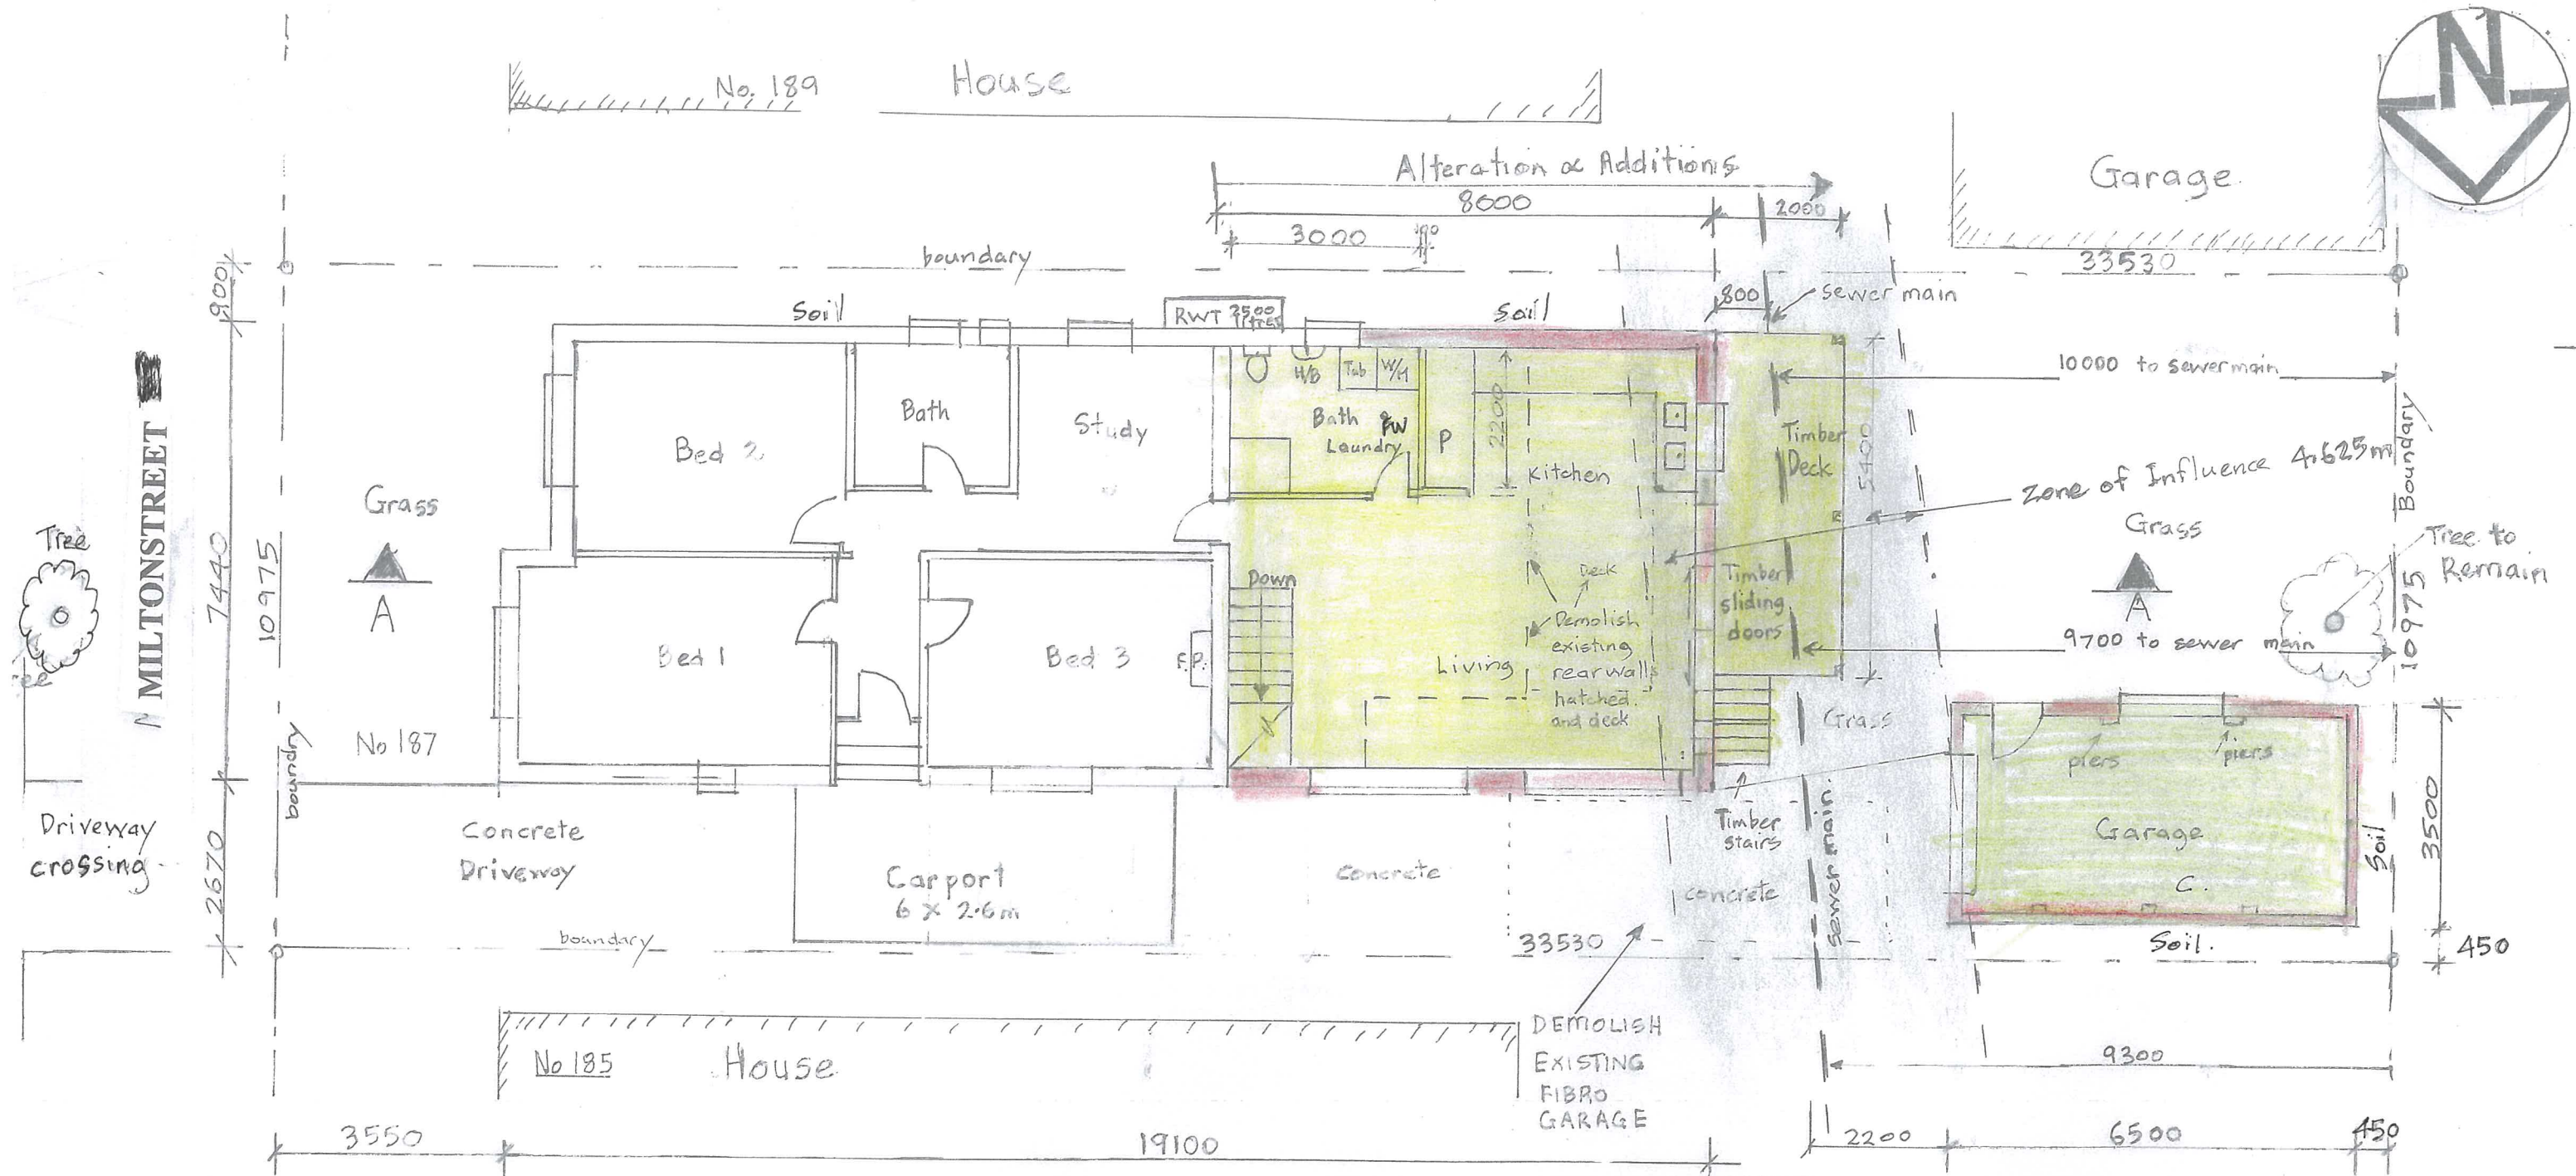 N
No. 189
House
Garage
Alteration & Additions
8600
2000
3000
boundary
33530
900
Soil
RWT 2500
litres
Soil
800
sewer main
H/B
Tub
W/M
10000 to sewermain
Bath
Study
Bath
Laundry
P
2200
Kitchen
Timber
Deck
5400
Bed 2
Zone of Influence 4.625m
Boundary
MILTONSTREET
Grass
Tree
A
7440
10975
Grass
A
Tree to
Remain
10975
DOWN
Deck
Demolish
existing
rear walls
hatched
and deck
Timber
sliding
doors
9700 to sewer main
Bed 1
Bed 3
F.P.
Living
No 187
boundry
Grass
piers
piers
Driveway
crossing
2670
Concrete
Driveway
Carport
6 x 2.6m
Concrete
Timber
stairs
concrete
sewer main.
Garage
C.
Soil
3500
boundary
33530
Soil.
450
No 185
House
DEMOLISH
EXISTING
FIBRO
GARAGE
9300
3550
19100
2200
6500
450